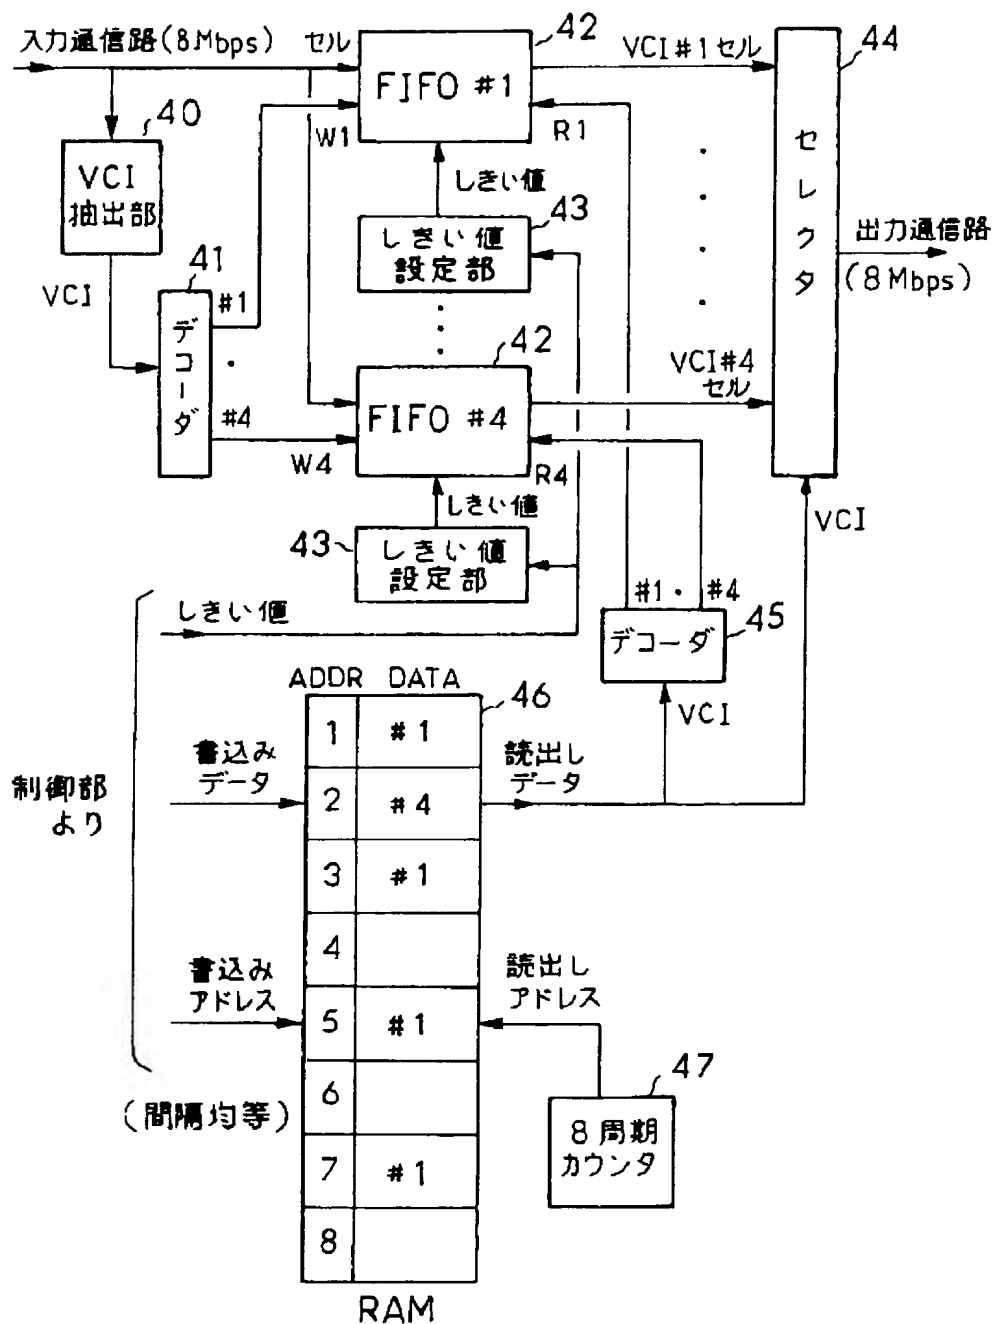 入力通信路(8Mbps)
セル
FIFO #1
42
VCI#1 セル
44
セレクタ
40
VCI
抽出部
W1
R1
しきい値
43
しきい値
設定部
出力通信路
(8Mbps)
VCI
41
デコーダ
#1
#4
42
FIFO #4
VCI#4
セル
W4
R4
しきい値
VCI
43
しきい値
設定部
#1・#4
45
デコーダ
しきい値
VCI
ADDR DATA
46
1 #1
2 #4
3 #1
4
5 #1
6
7 #1
8
書込み
データ
読出し
データ
制御部
より
書込み
アドレス
読出し
アドレス
(間隔均等)
47
8周期
カウンタ
RAM